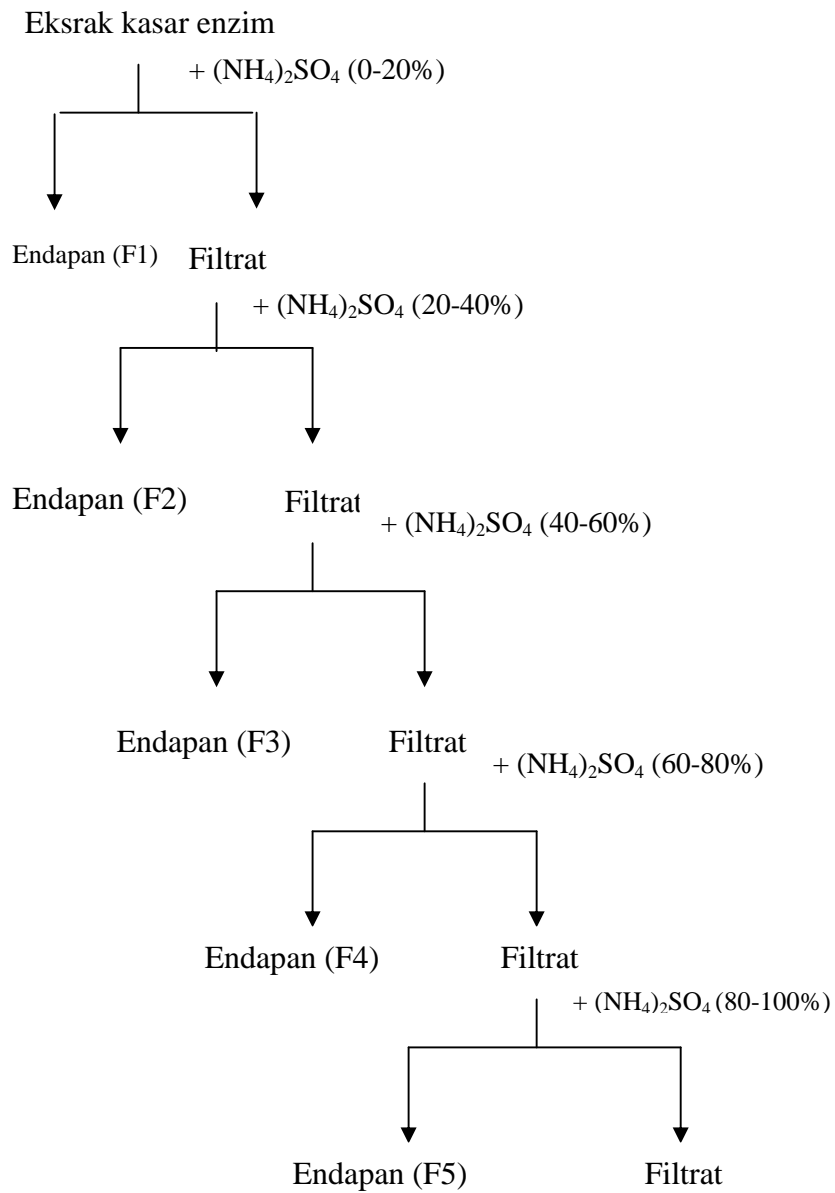 Eksrak kasar enzim
+ (NH₄)₂SO₄ (0-20%)
Endapan (F1) Filtrat
+ (NH₄)₂SO₄ (20-40%)
Endapan (F2) Filtrat
+ (NH₄)₂SO₄ (40-60%)
Endapan (F3) Filtrat
+ (NH₄)₂SO₄ (60-80%)
Endapan (F4) Filtrat
+ (NH₄)₂SO₄ (80-100%)
Endapan (F5) Filtrat